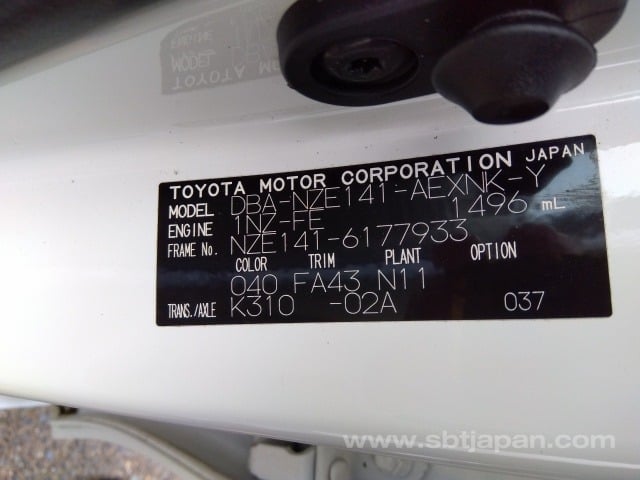 TOYOTA MOTOR CORPORATION JAPAN
MODEL DBA-NZE141-AEXNK-Y
ENGINE 1NZ-FE 1496 mL
FRAME No. NZE141-6177933
COLOR TRIM PLANT OPTION
040 FA43 N11
TRANS./AXLE K310 -02A 037
www.sbtjapan.com